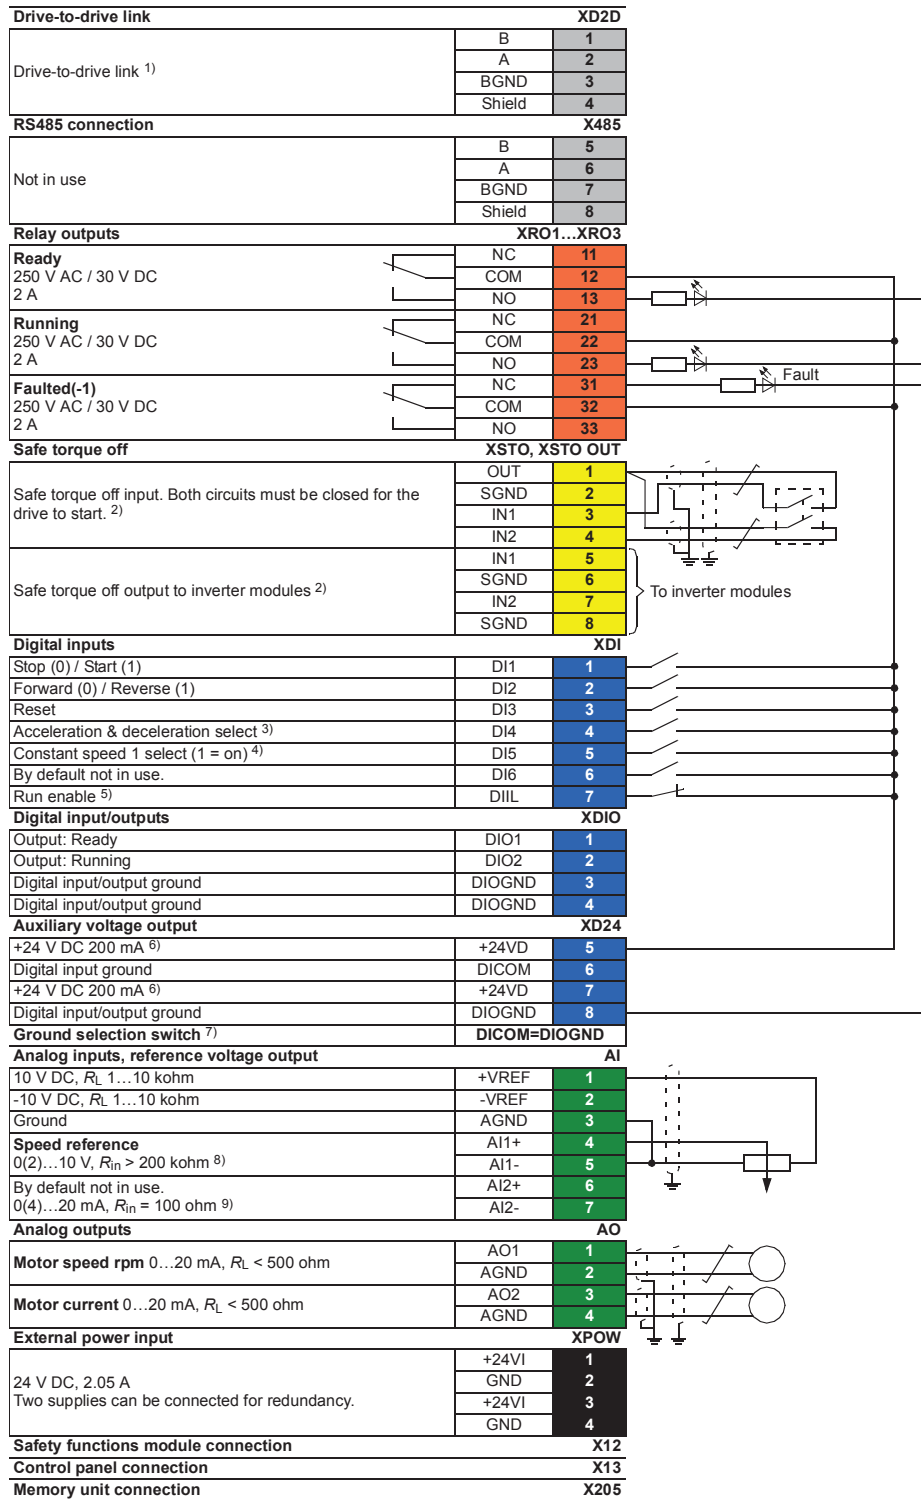 Drive-to-drive link XD2D
Drive-to-drive link 1)
B 1
A 2
BGND 3
Shield 4
RS485 connection X485
Not in use
B 5
A 6
BGND 7
Shield 8
Relay outputs XRO1…XRO3
Ready
250 V AC / 30 V DC
2 A
NC 11
COM 12
NO 13
Running
250 V AC / 30 V DC
2 A
NC 21
COM 22
NO 23
Faulted(-1)
250 V AC / 30 V DC
2 A
NC 31
COM 32
NO 33
Fault
Safe torque off XSTO, XSTO OUT
Safe torque off input. Both circuits must be closed for the
drive to start. 2)
OUT 1
SGND 2
IN1 3
IN2 4
Safe torque off output to inverter modules 2)
IN1 5
SGND 6
IN2 7
SGND 8
To inverter modules
Digital inputs XDI
Stop (0) / Start (1) DI1 1
Forward (0) / Reverse (1) DI2 2
Reset DI3 3
Acceleration & deceleration select 3) DI4 4
Constant speed 1 select (1 = on) 4) DI5 5
By default not in use. DI6 6
Run enable 5) DIIL 7
Digital input/outputs XDIO
Output: Ready DIO1 1
Output: Running DIO2 2
Digital input/output ground DIOGND 3
Digital input/output ground DIOGND 4
Auxiliary voltage output XD24
+24 V DC 200 mA 6) +24VD 5
Digital input ground DICOM 6
+24 V DC 200 mA 6) +24VD 7
Digital input/output ground DIOGND 8
Ground selection switch 7) DICOM=DIOGND
Analog inputs, reference voltage output AI
10 V DC, RL 1…10 kohm +VREF 1
-10 V DC, RL 1…10 kohm -VREF 2
Ground AGND 3
Speed reference
0(2)…10 V, Rin > 200 kohm 8)
AI1+ 4
AI1- 5
By default not in use.
0(4)…20 mA, Rin = 100 ohm 9)
AI2+ 6
AI2- 7
Analog outputs AO
Motor speed rpm 0…20 mA, RL < 500 ohm
AO1 1
AGND 2
Motor current 0…20 mA, RL < 500 ohm
AO2 3
AGND 4
External power input XPOW
24 V DC, 2.05 A
Two supplies can be connected for redundancy.
+24VI 1
GND 2
+24VI 3
GND 4
Safety functions module connection X12
Control panel connection X13
Memory unit connection X205